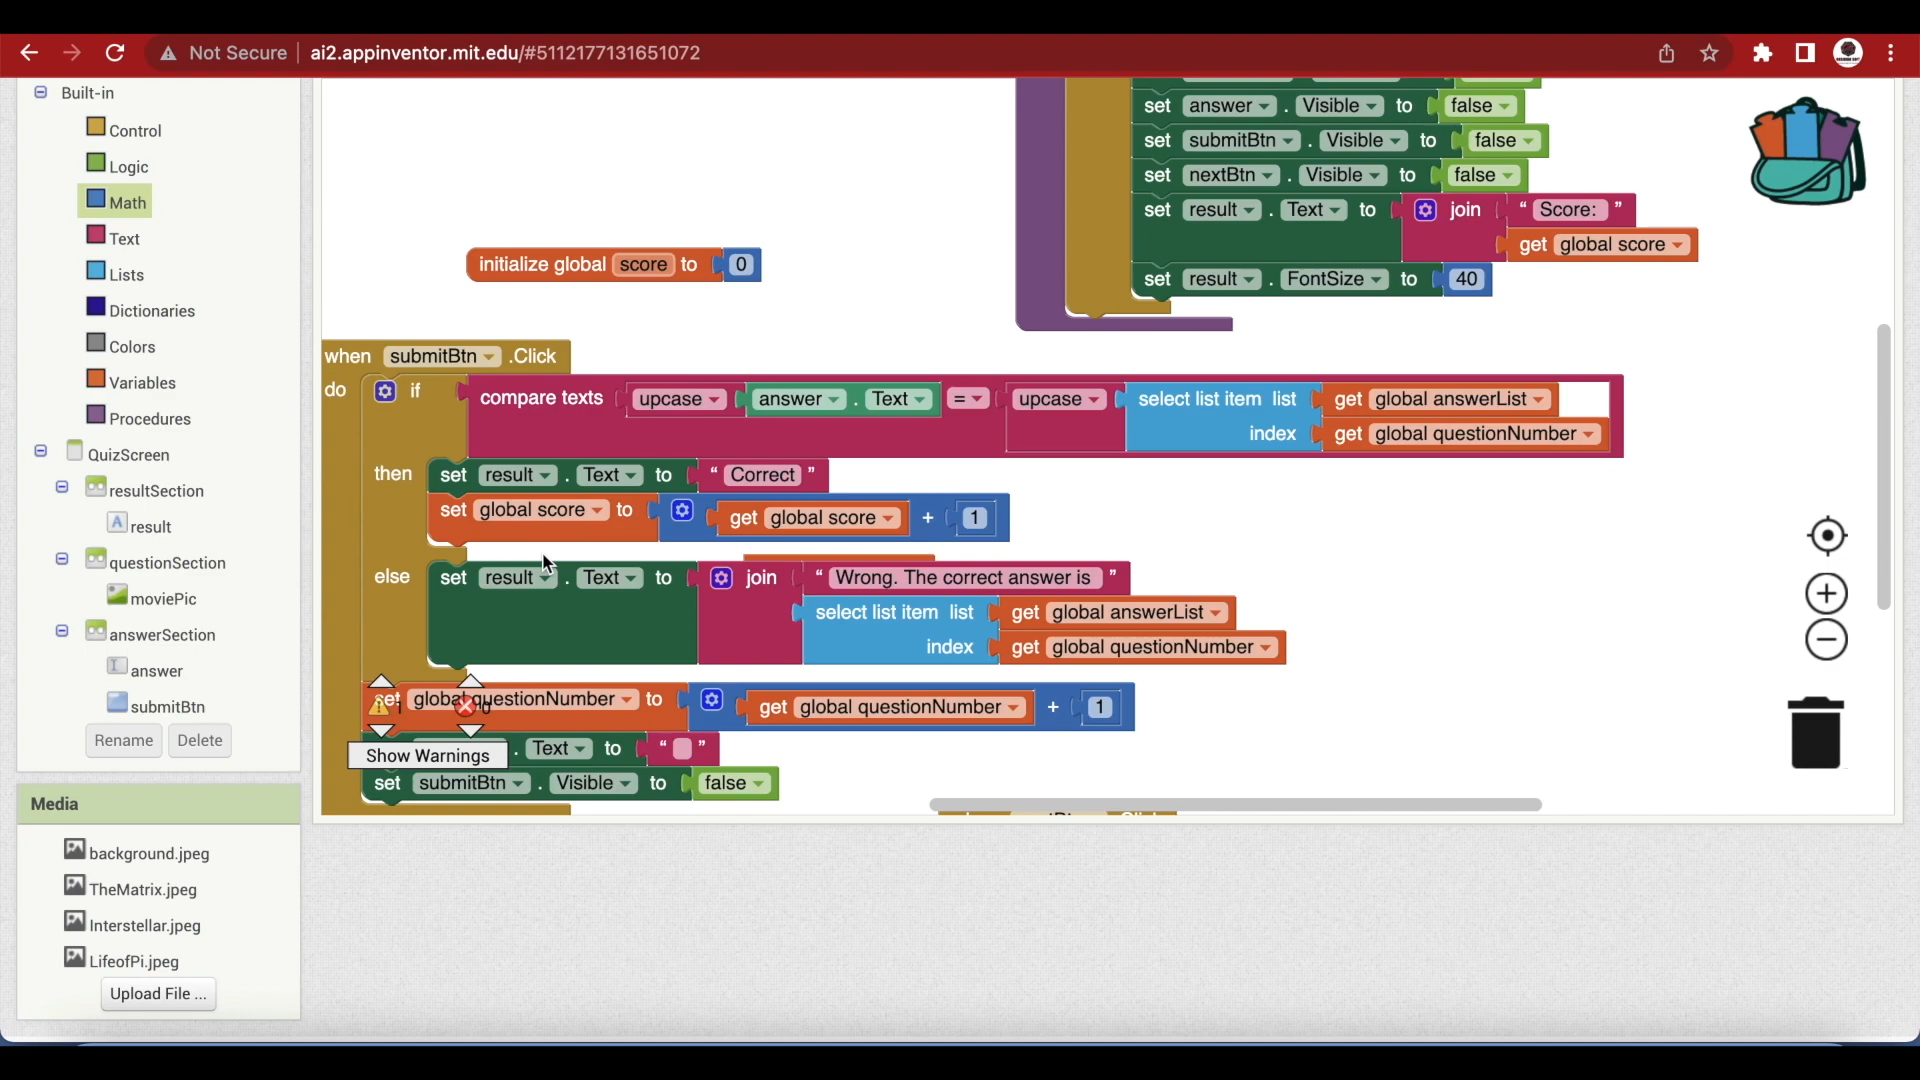 Not Secure | ai2.appinventor.mit.edu/#5112177131651072
Built-in
Control
Logic
Math
Text
Lists
Dictionaries
Colors
Variables
Procedures
QuizScreen
resultSection
result
questionSection
moviePic
answerSection
answer
submitBtn
Rename Delete
Media
background.jpeg
TheMatrix.jpeg
Interstellar.jpeg
LifeofPi.jpeg
Upload File ...
set answer . Visible to false
set submitBtn . Visible to false
set nextBtn . Visible to false
set result . Text to join " Score: "
get global score
set result . FontSize to 40
initialize global score to 0
when submitBtn .Click
do if compare texts upcase answer . Text = upcase select list item list get global answerList
index get global questionNumber
then set result . Text to " Correct "
set global score to get global score + 1
else set result . Text to join " Wrong. The correct answer is "
select list item list get global answerList
index get global questionNumber
set global questionNumber to get global questionNumber + 1
1 0
. Text to " "
Show Warnings
set submitBtn . Visible to false